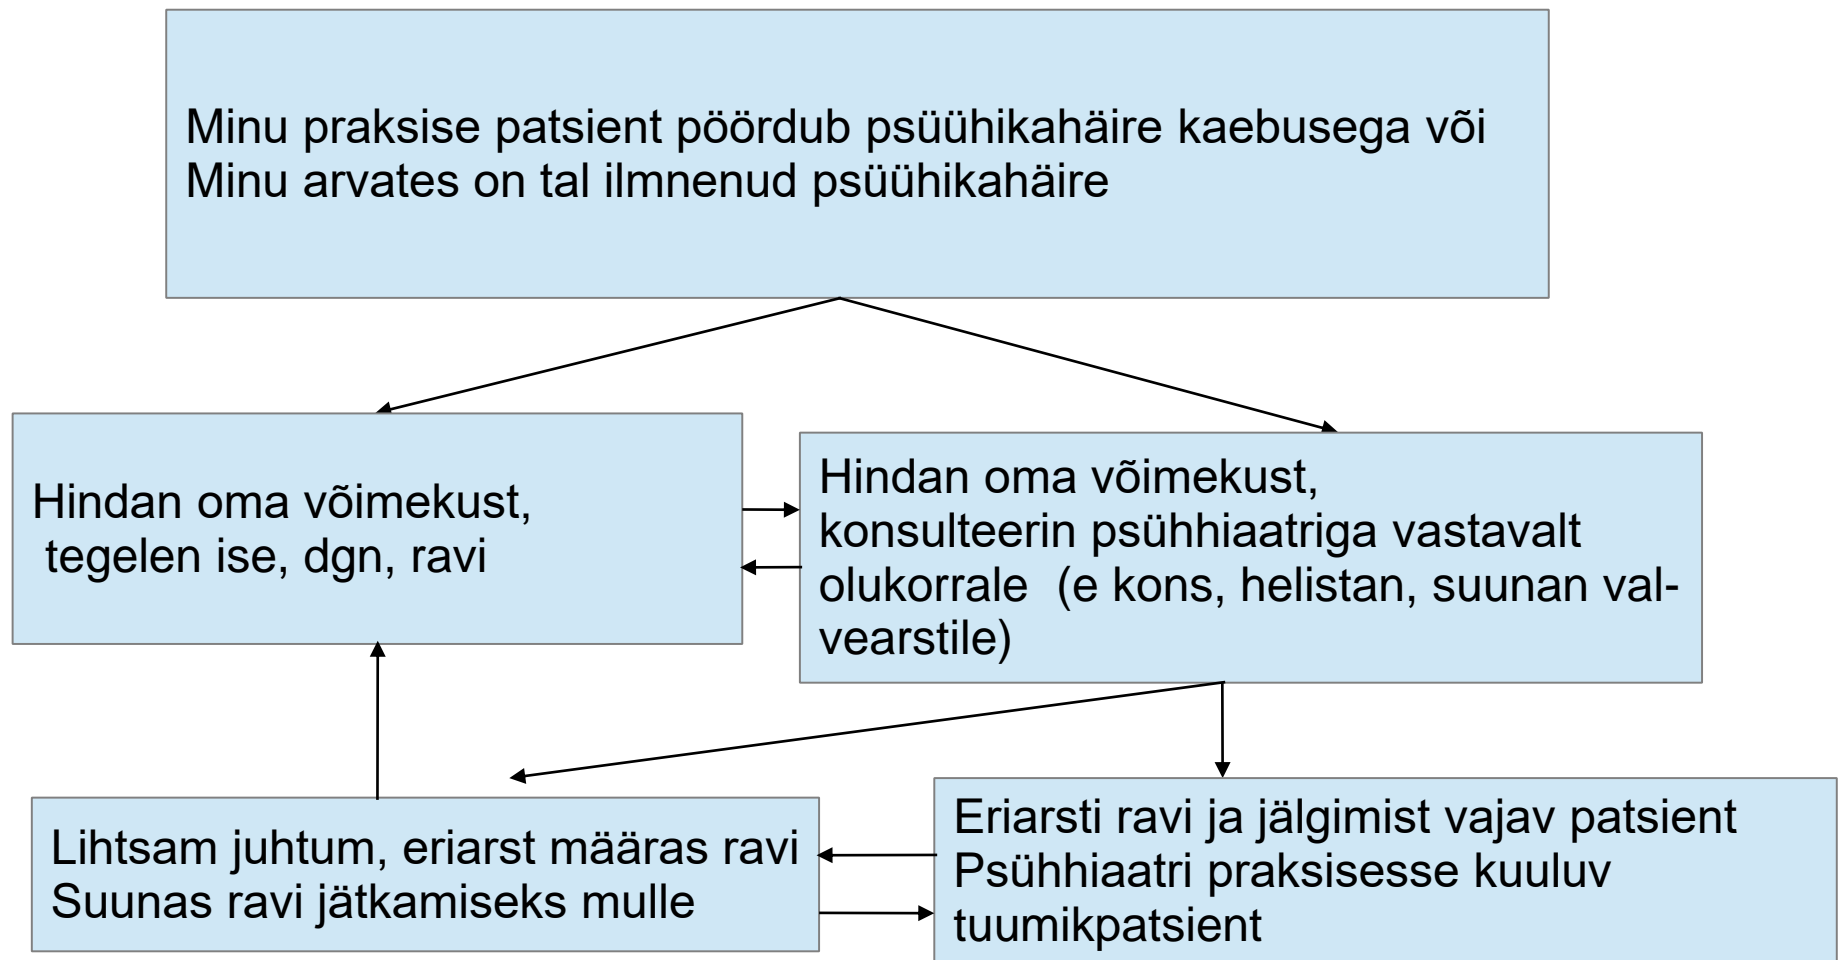 Minu praksise patsient pöördub psüühikahäire kaebusega või
Minu arvates on tal ilmnenud psüühikahäire
Hindan oma võimekust,
tegelen ise, dgn, ravi
Hindan oma võimekust,
konsulteerin psühhiaatriga vastavalt
olukorrale (e kons, helistan, suunan val-
vearstile)
Lihtsam juhtum, eriarst määras ravi
Suunas ravi jätkamiseks mulle
Eriarsti ravi ja jälgimist vajav patsient
Psühhiaatri praksisesse kuuluv
tuumikpatsient